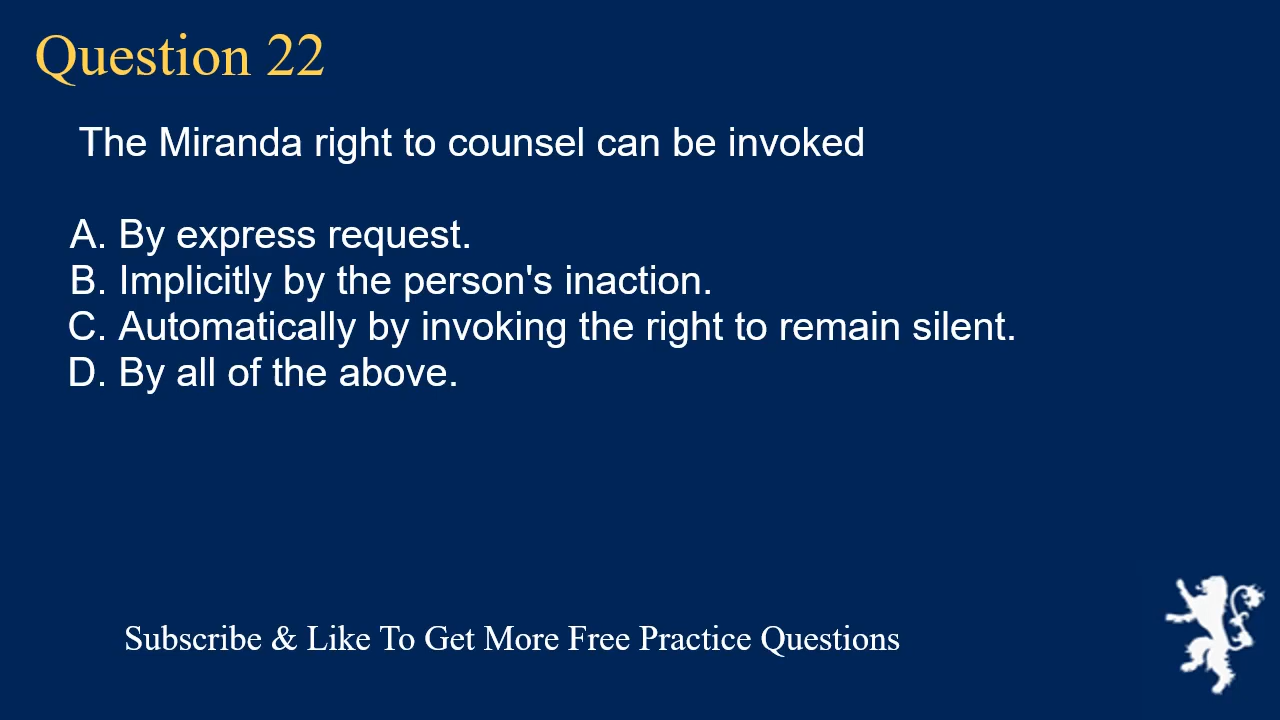 Question 22
The Miranda right to counsel can be invoked
A. By express request.
B. Implicitly by the person's inaction.
C. Automatically by invoking the right to remain silent.
D. By all of the above.
Subscribe & Like To Get More Free Practice Questions